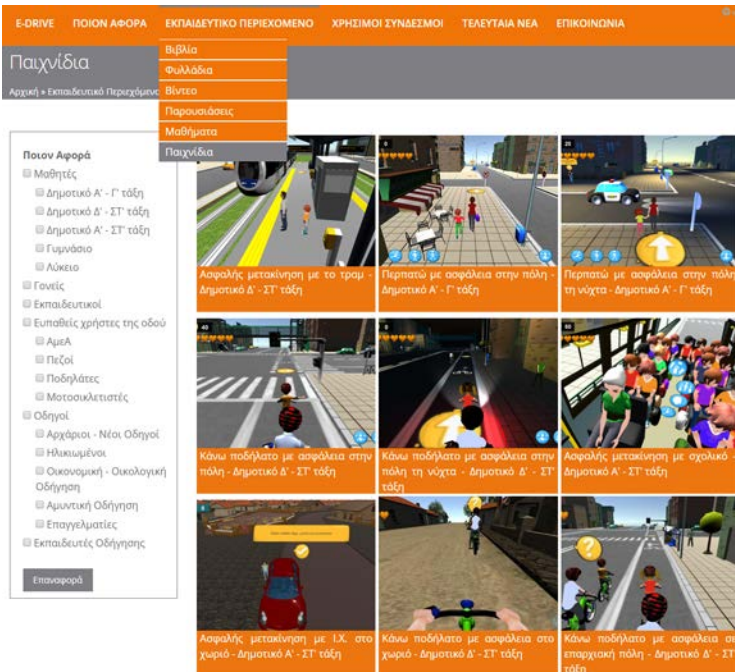 E-DRIVE ΠΟΙΟΝ ΑΦΟΡΑ ΕΚΠΑΙΔΕΥΤΙΚΟ ΠΕΡΙΕΧΟΜΕΝΟ ΧΡΗΣΙΜΟΙ ΣΥΝΔΕΣΜΟΙ ΤΕΛΕΥΤΑΙΑ ΝΕΑ ΕΠΙΚΟΙΝΩΝΙΑ
Βιβλία
Φυλλάδια
Βίντεο
Παρουσιάσεις
Μαθήματα
Παιχνίδια
Παιχνίδια
Αρχική » Εκπαιδευτικό Περιεχόμενο
Ποιον Αφορά
Μαθητές
Δημοτικό Α' - Γ' τάξη
Δημοτικό Δ' - ΣΤ' τάξη
Δημοτικό Α' - ΣΤ' τάξη
Γυμνάσιο
Λύκειο
Γονείς
Εκπαιδευτικοί
Ευπαθείς χρήστες της οδού
ΑμεΑ
Πεζοί
Ποδηλάτες
Μοτοσικλετιστές
Οδηγοί
Αρχάριοι - Νέοι Οδηγοί
Ηλικιωμένοι
Οικονομική - Οικολογική
Οδήγηση
Αμυντική Οδήγηση
Επαγγελματίες
Εκπαιδευτές Οδήγησης
Επαναφορά
Ασφαλής μετακίνηση με το τραμ -
Δημοτικό Δ' - ΣΤ' τάξη
Περπατώ με ασφάλεια στην πόλη -
Δημοτικό Α' - Γ' τάξη
Περπατώ με ασφάλεια στην πόλη
τη νύχτα - Δημοτικό Α' - Γ' τάξη
Κάνω ποδήλατο με ασφάλεια στην
πόλη - Δημοτικό Δ' - ΣΤ' τάξη
Κάνω ποδήλατο με ασφάλεια στην
πόλη τη νύχτα - Δημοτικό Δ' - ΣΤ'
τάξη
Ασφαλής μετακίνηση με σχολικό -
Δημοτικό Α' - ΣΤ' τάξη
Ασφαλής μετακίνηση με Ι.Χ. στο
χωριό - Δημοτικό Α' - ΣΤ' τάξη
Κάνω ποδήλατο με ασφάλεια στο
χωριό - Δημοτικό Δ' - ΣΤ' τάξη
Κάνω ποδήλατο με ασφάλεια σε
επαρχιακή πόλη - Δημοτικό Δ' - ΣΤ'
τάξη